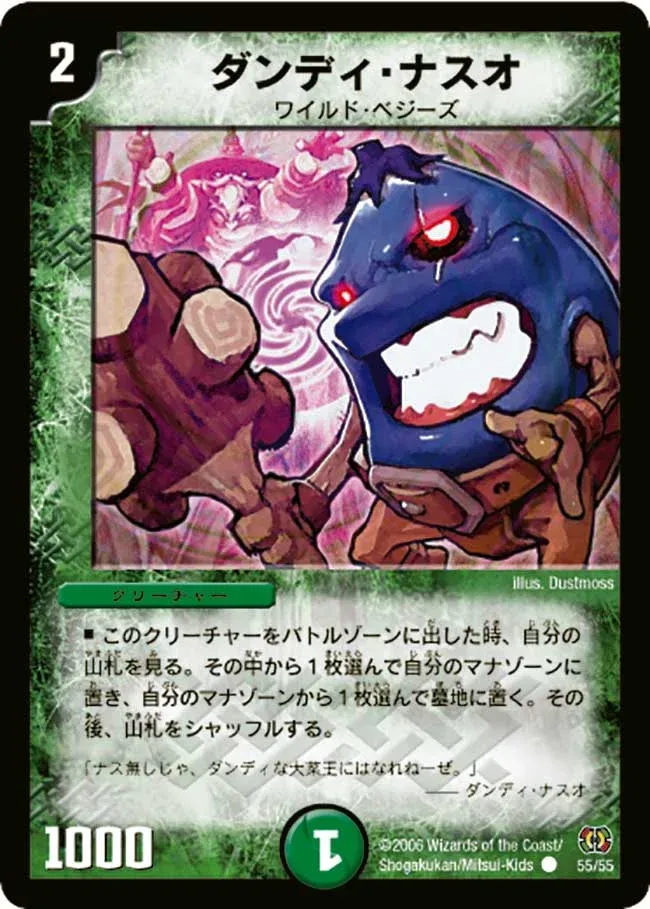 2
ダンディ・ナスオ
ワイルド・ベジーズ
illus. Dustmoss
クリーチャー
■ このクリーチャーをバトルゾーンに出した時、自分の
山札を見る。その中から1枚選んで自分のマナゾーンに
置き、自分のマナゾーンから1枚選んで墓地に置く。その
後、山札をシャッフルする。
「ナス無しじゃ、ダンディな大菜王にはなれねーぜ。」
―― ダンディ・ナスオ
1000
1
©2006 Wizards of the Coast/
Shogakukan/Mitsui-Kids
55/55